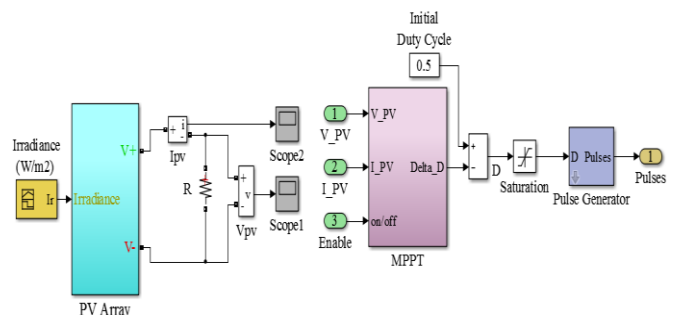 Irradiance
(W/m2)
Ir
Irradiance
V+
V-
PV Array
+
i
-
Ipv
R
+
v
-
Vpv
Scope2
Scope1
Initial
Duty Cycle
0.5
1
V_PV
2
I_PV
3
Enable
V_PV
I_PV
on/off
Delta_D
MPPT
+
-
D
Saturation
D Pulses
Pulse Generator
1
Pulses